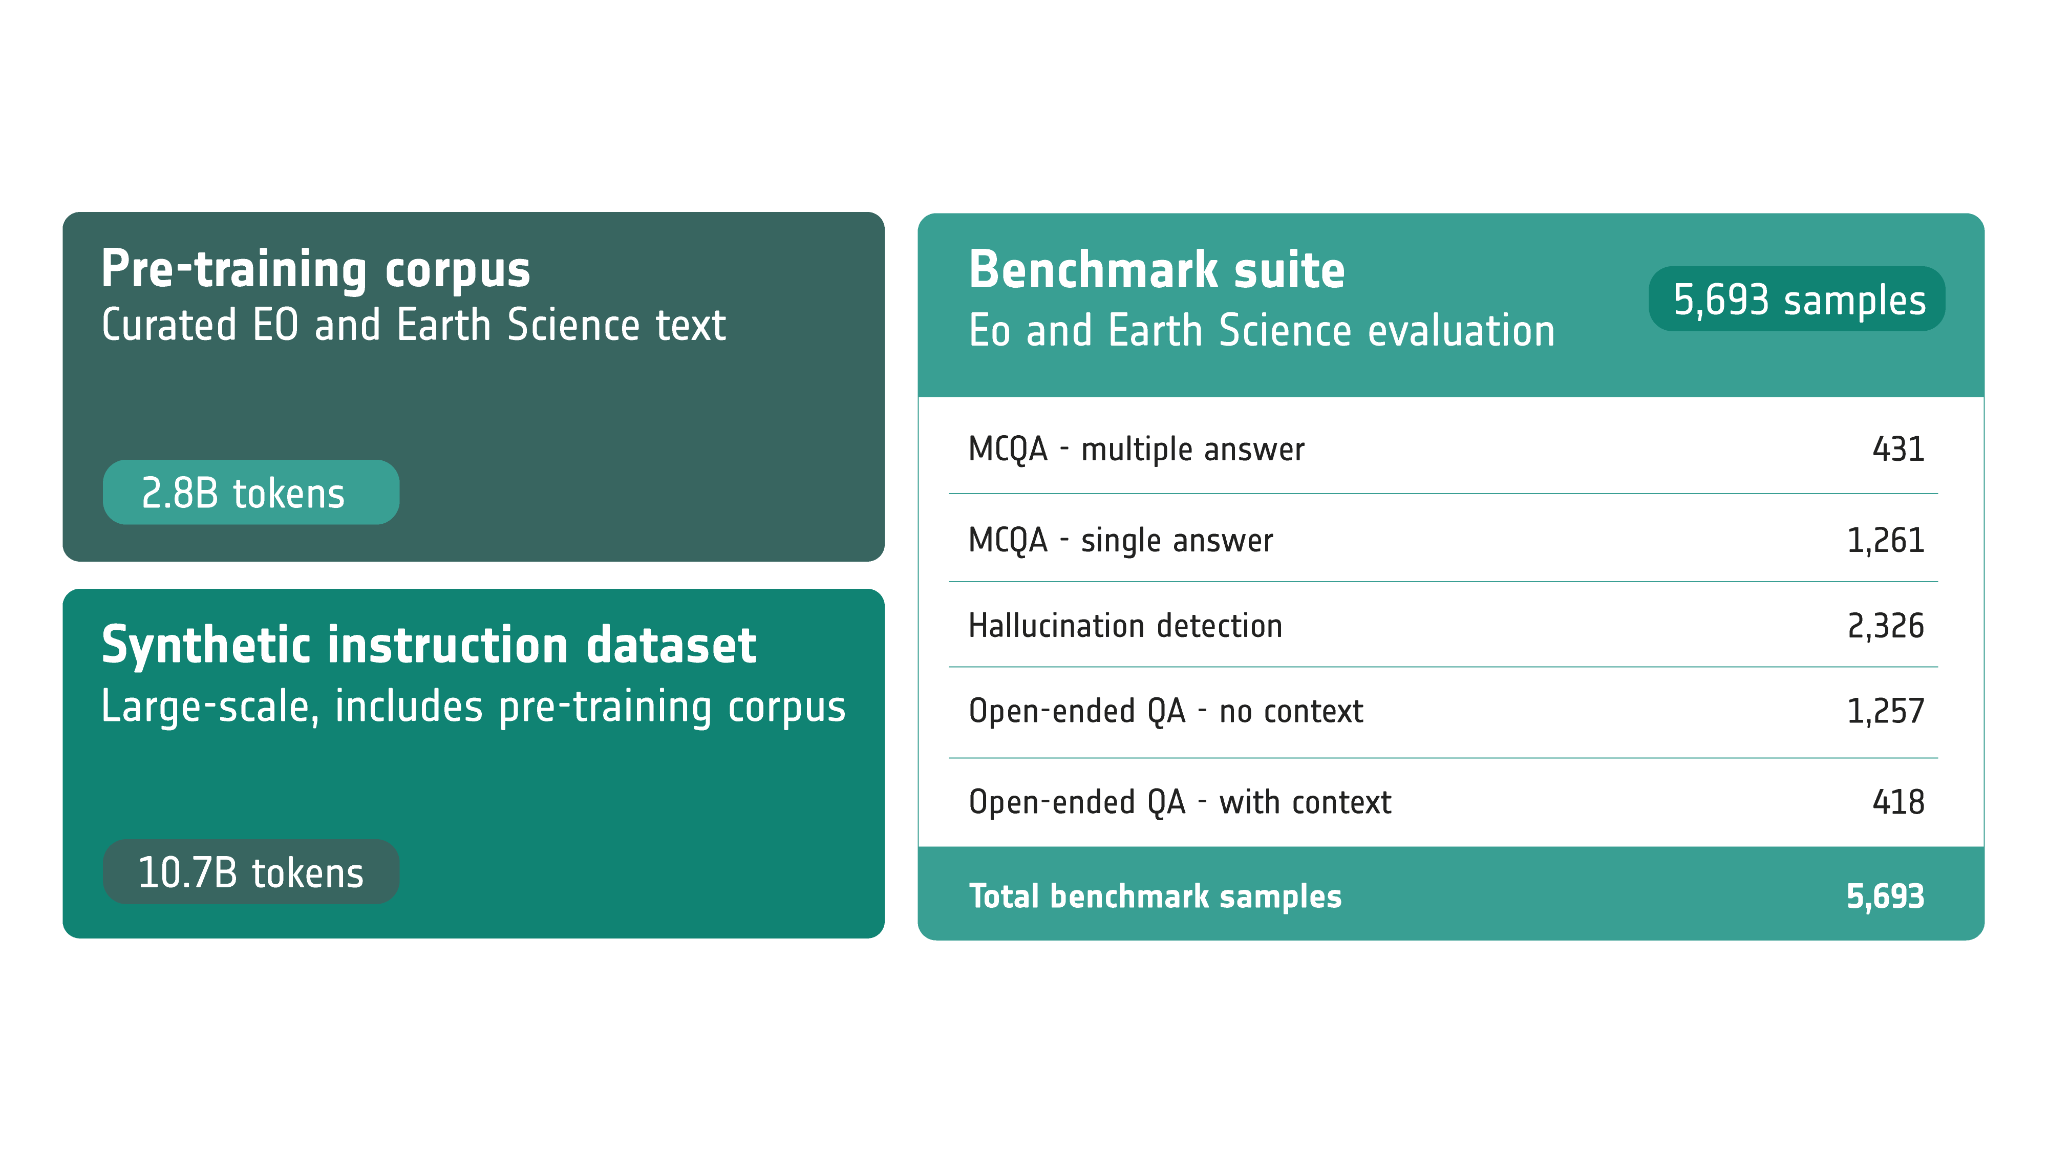 Pre-training corpus
Curated EO and Earth Science text
2.8B tokens
Synthetic instruction dataset
Large-scale, includes pre-training corpus
10.7B tokens
Benchmark suite
Eo and Earth Science evaluation
5,693 samples
MCQA - multiple answer 431
MCQA - single answer 1,261
Hallucination detection 2,326
Open-ended QA - no context 1,257
Open-ended QA - with context 418
Total benchmark samples 5,693